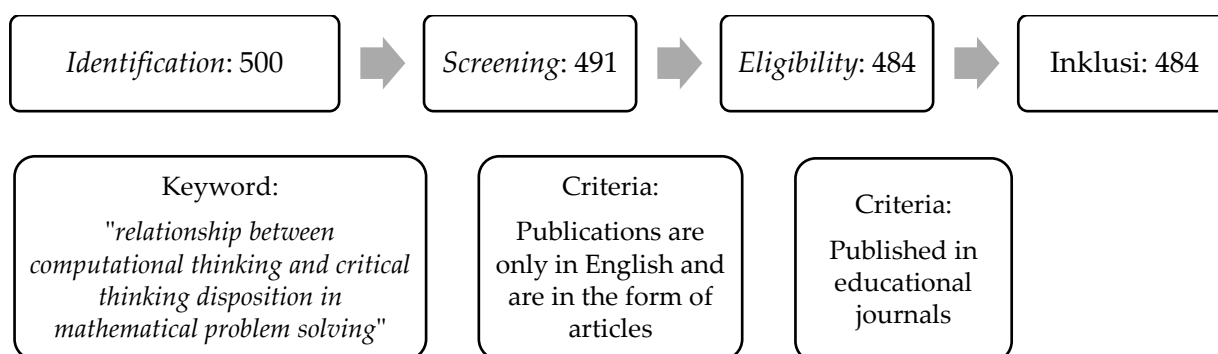 Identification: 500
Screening: 491
Eligibility: 484
Inklusi: 484
Keyword:
"relationship between
computational thinking and critical
thinking disposition in
mathematical problem solving"
Criteria:
Publications are
only in English and
are in the form of
articles
Criteria:
Published in
educational
journals